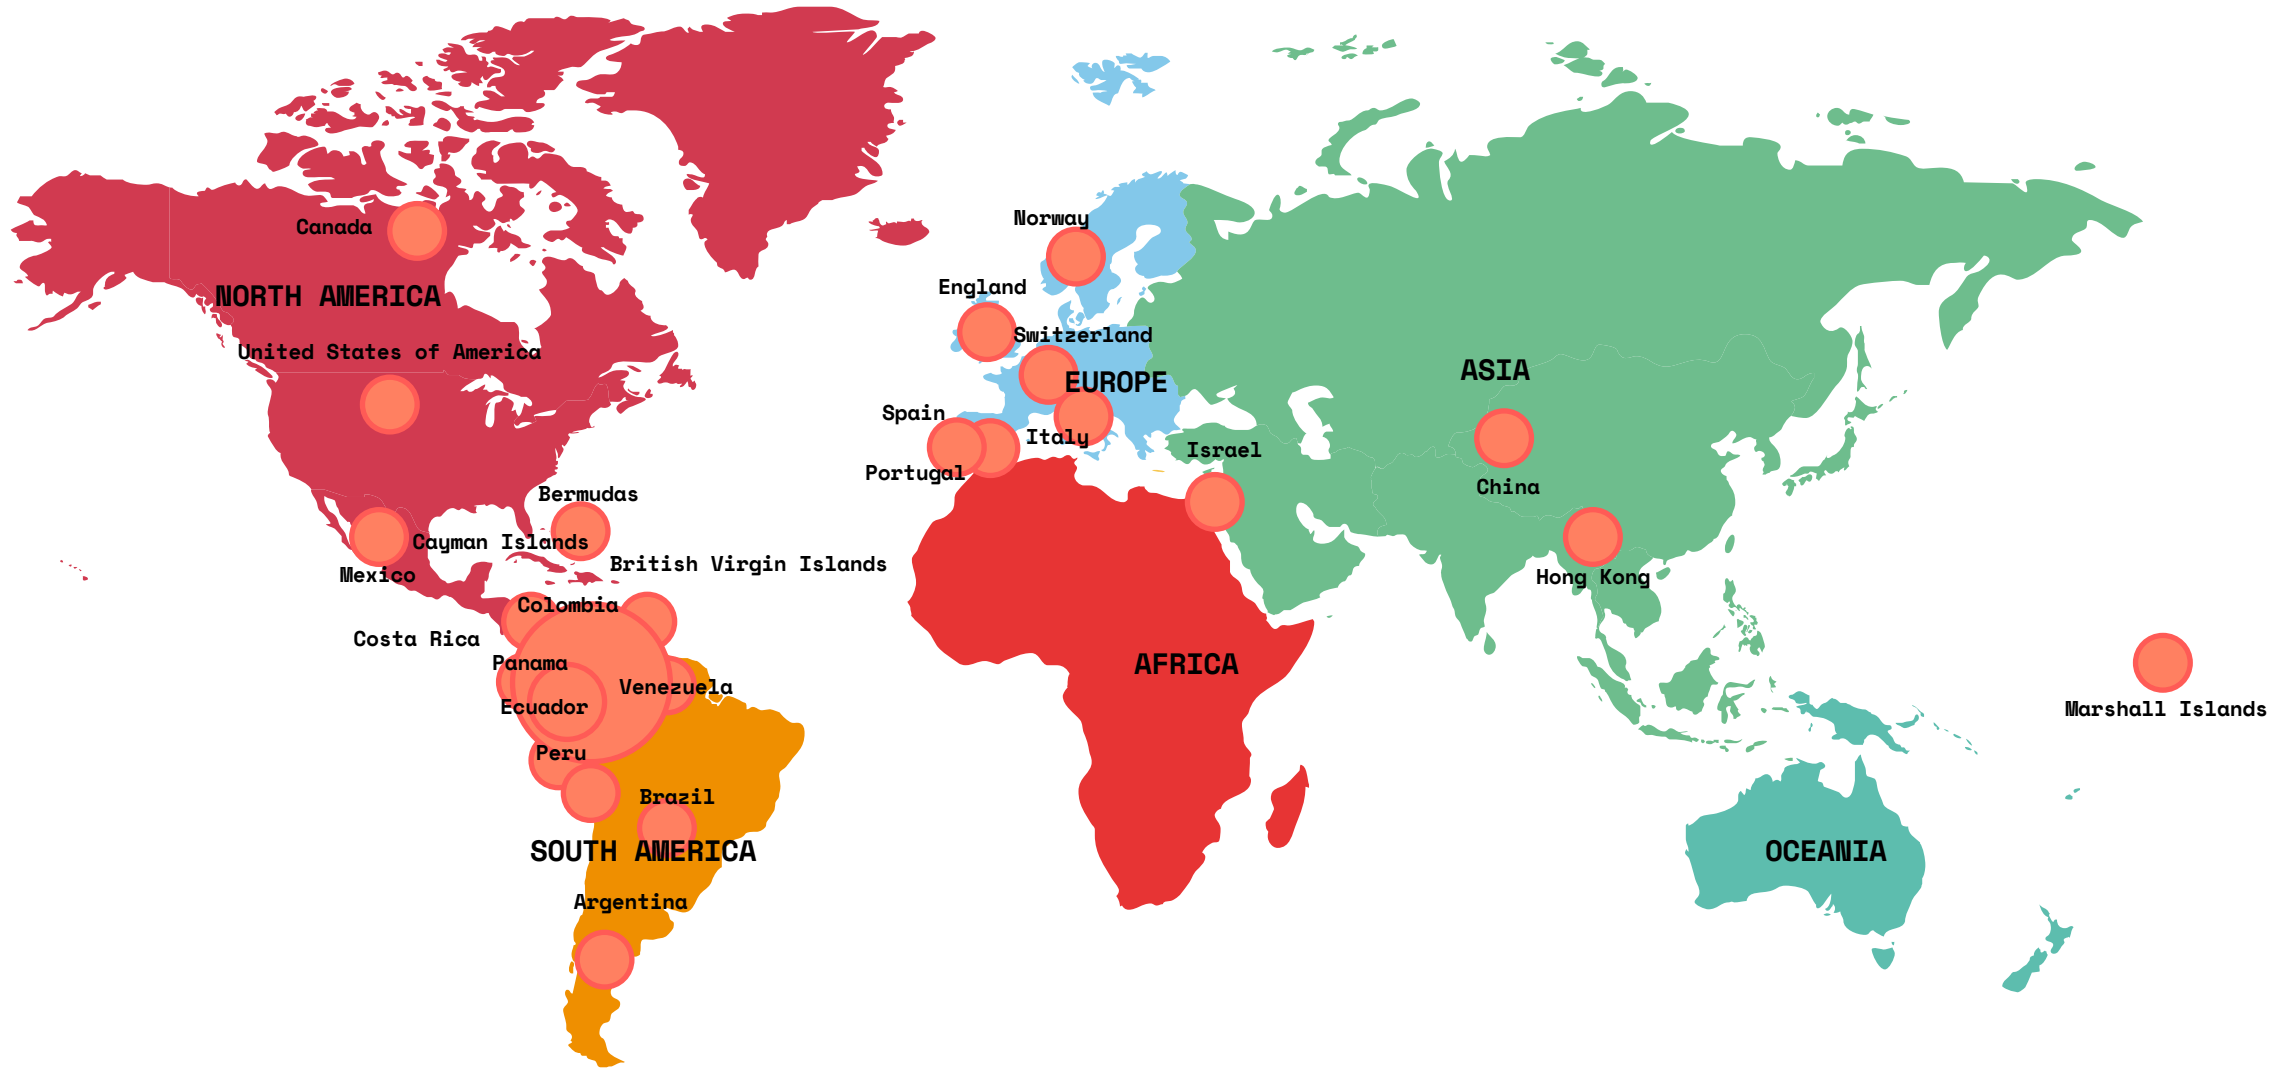 Norway
Canada
England
NORTH AMERICA
Switzerland
United States of America
ASIA
EUROPE
Spain
Italy
Israel
Portugal
China
Bermudas
Cayman Islands
British Virgin Islands
Mexico
Hong Kong
Colombia
Costa Rica
Panama
AFRICA
Venezuela
Ecuador
Marshall Islands
Peru
Brazil
SOUTH AMERICA
OCEANIA
Argentina